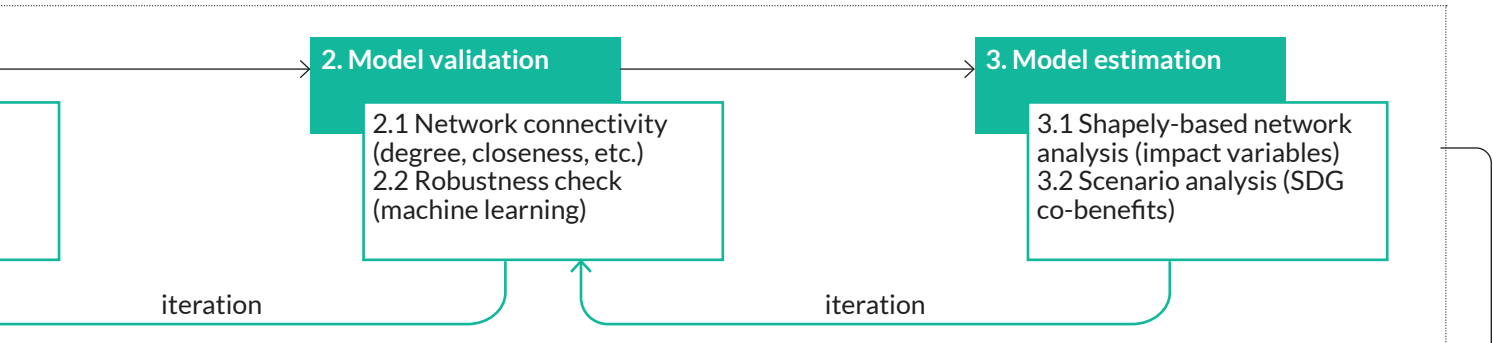 2. Model validation
2.1 Network connectivity
(degree, closeness, etc.)
2.2 Robustness check
(machine learning)
3. Model estimation
3.1 Shapely-based network
analysis (impact variables)
3.2 Scenario analysis (SDG
co-benefits)
iteration
iteration